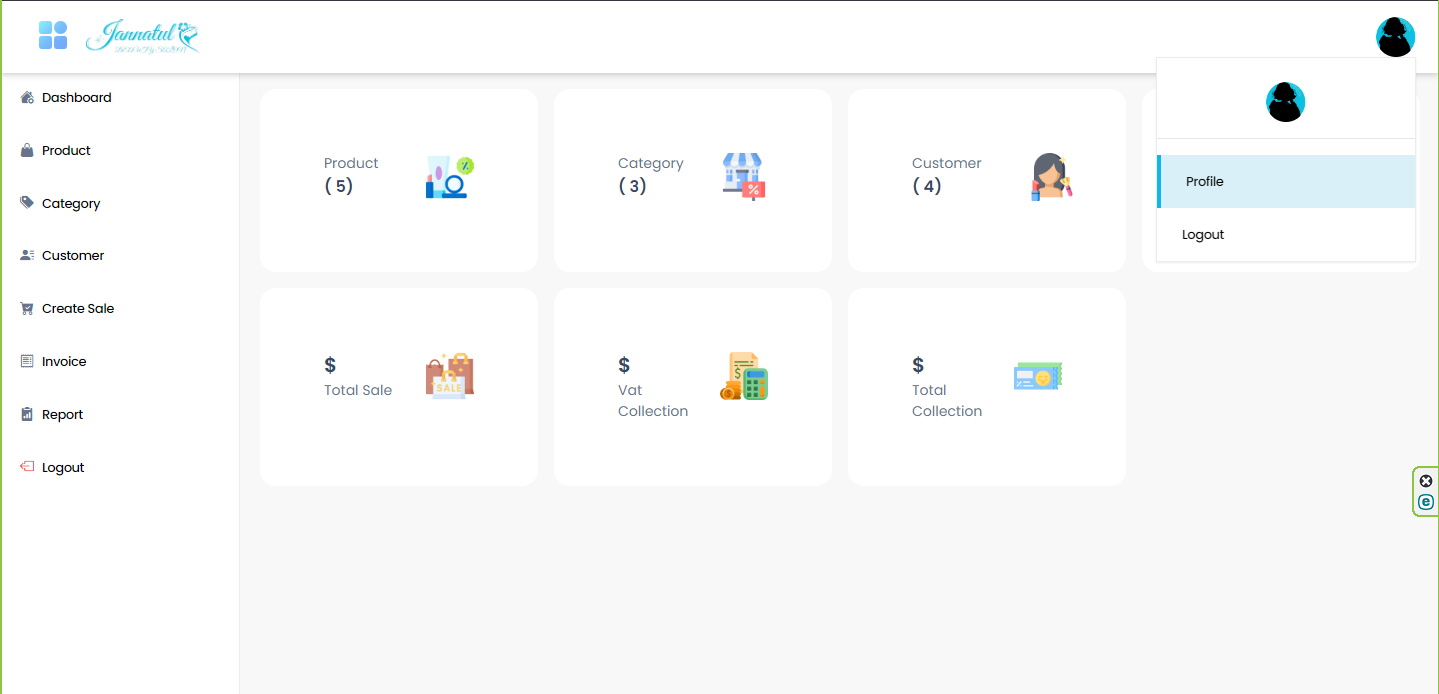 Jannatul
Dashboard
Product
Category
Customer
Create Sale
Invoice
Report
Logout
Product
( 5)
Category
( 3)
Customer
( 4)
Profile
Logout
$
Total Sale
SALE
$
Vat
Collection
$
Total
Collection